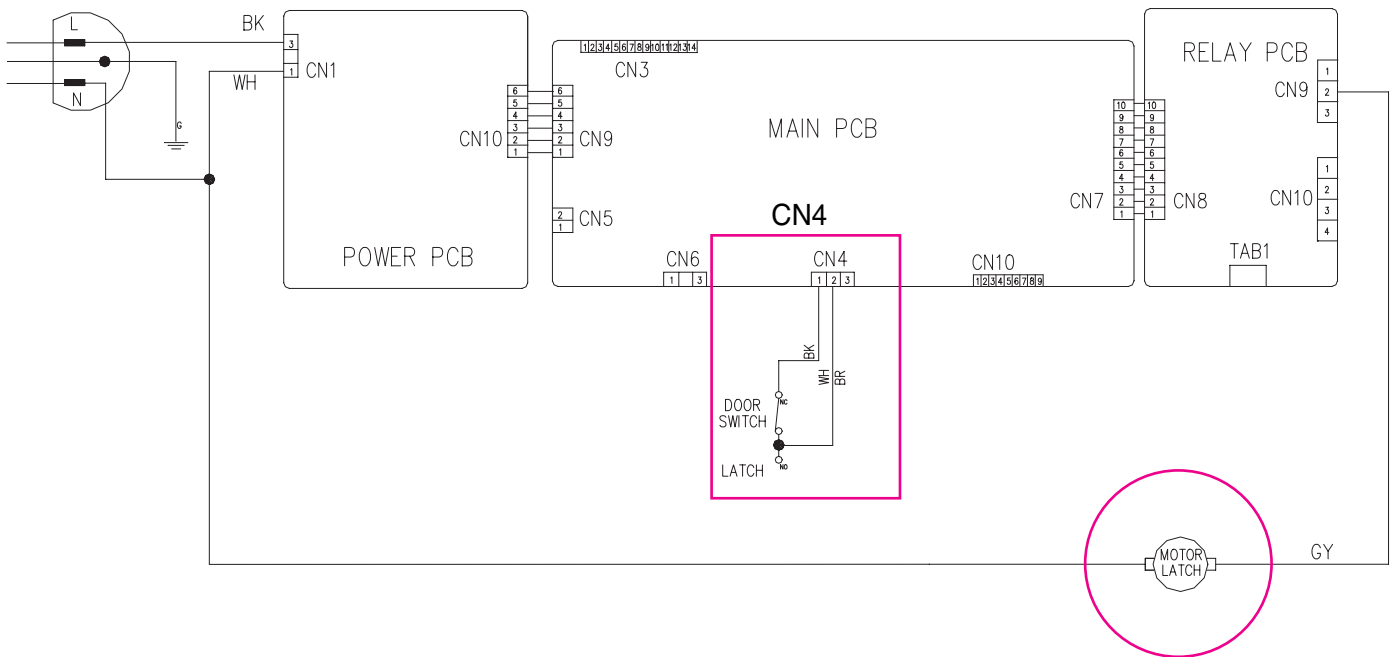 L
BK
N
WH
G
3
1
CN1
POWER PCB
CN10
6
5
4
3
2
1
6
5
4
3
2
1
CN9
2
1
CN5
1 2 3 4 5 6 7 8 9 10 11 12 13 14
CN3
MAIN PCB
CN7
10
9
8
7
6
5
4
3
2
1
10
9
8
7
6
5
4
3
2
1
CN8
RELAY PCB
CN9
1
2
3
CN10
1
2
3
4
TAB1
CN6
1 3
CN4
CN4
1 2 3
CN10
1 2 3 4 5 6 7 8 9
BK
WH
BR
DOOR
SWITCH
NC
LATCH
NO
MOTOR
LATCH
GY